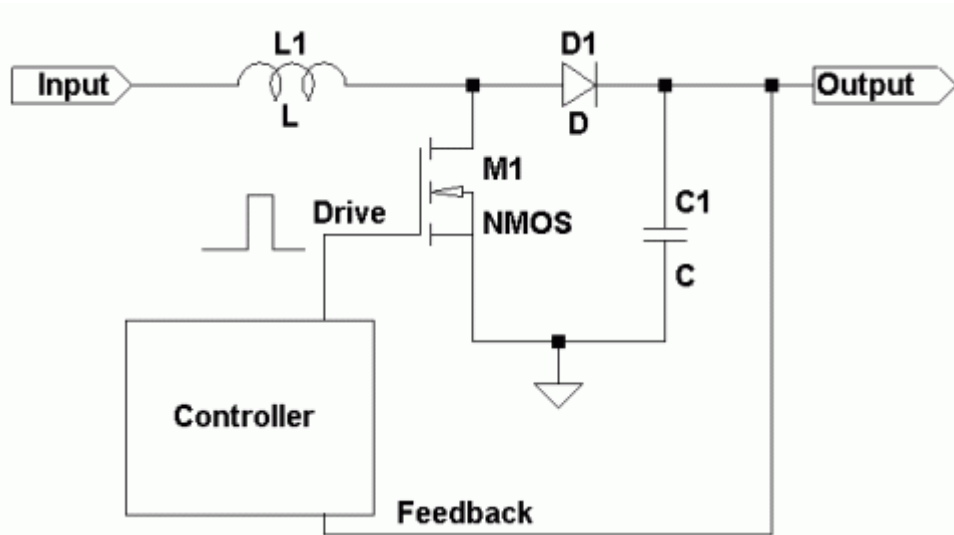 L1
D1
Input
Output
L
D
M1
C1
Drive
NMOS
C
Controller
Feedback